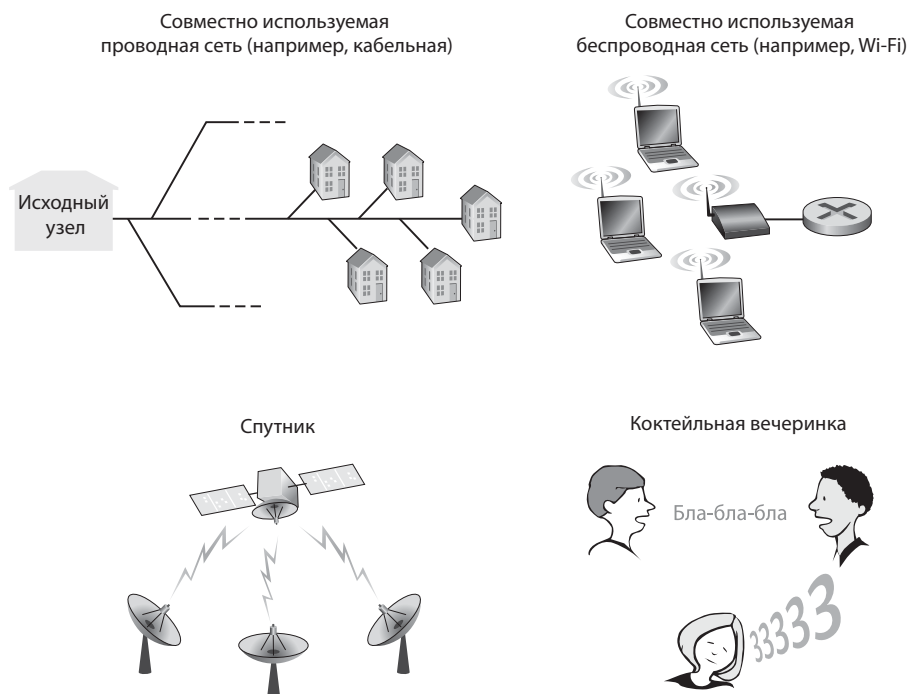 Совместно используемая
проводная сеть (например, кабельная)
Совместно используемая
беспроводная сеть (например, Wi-Fi)
Исходный
узел
Спутник
Коктейльная вечеринка
Бла-бла-бла
ЗЗЗЗЗ